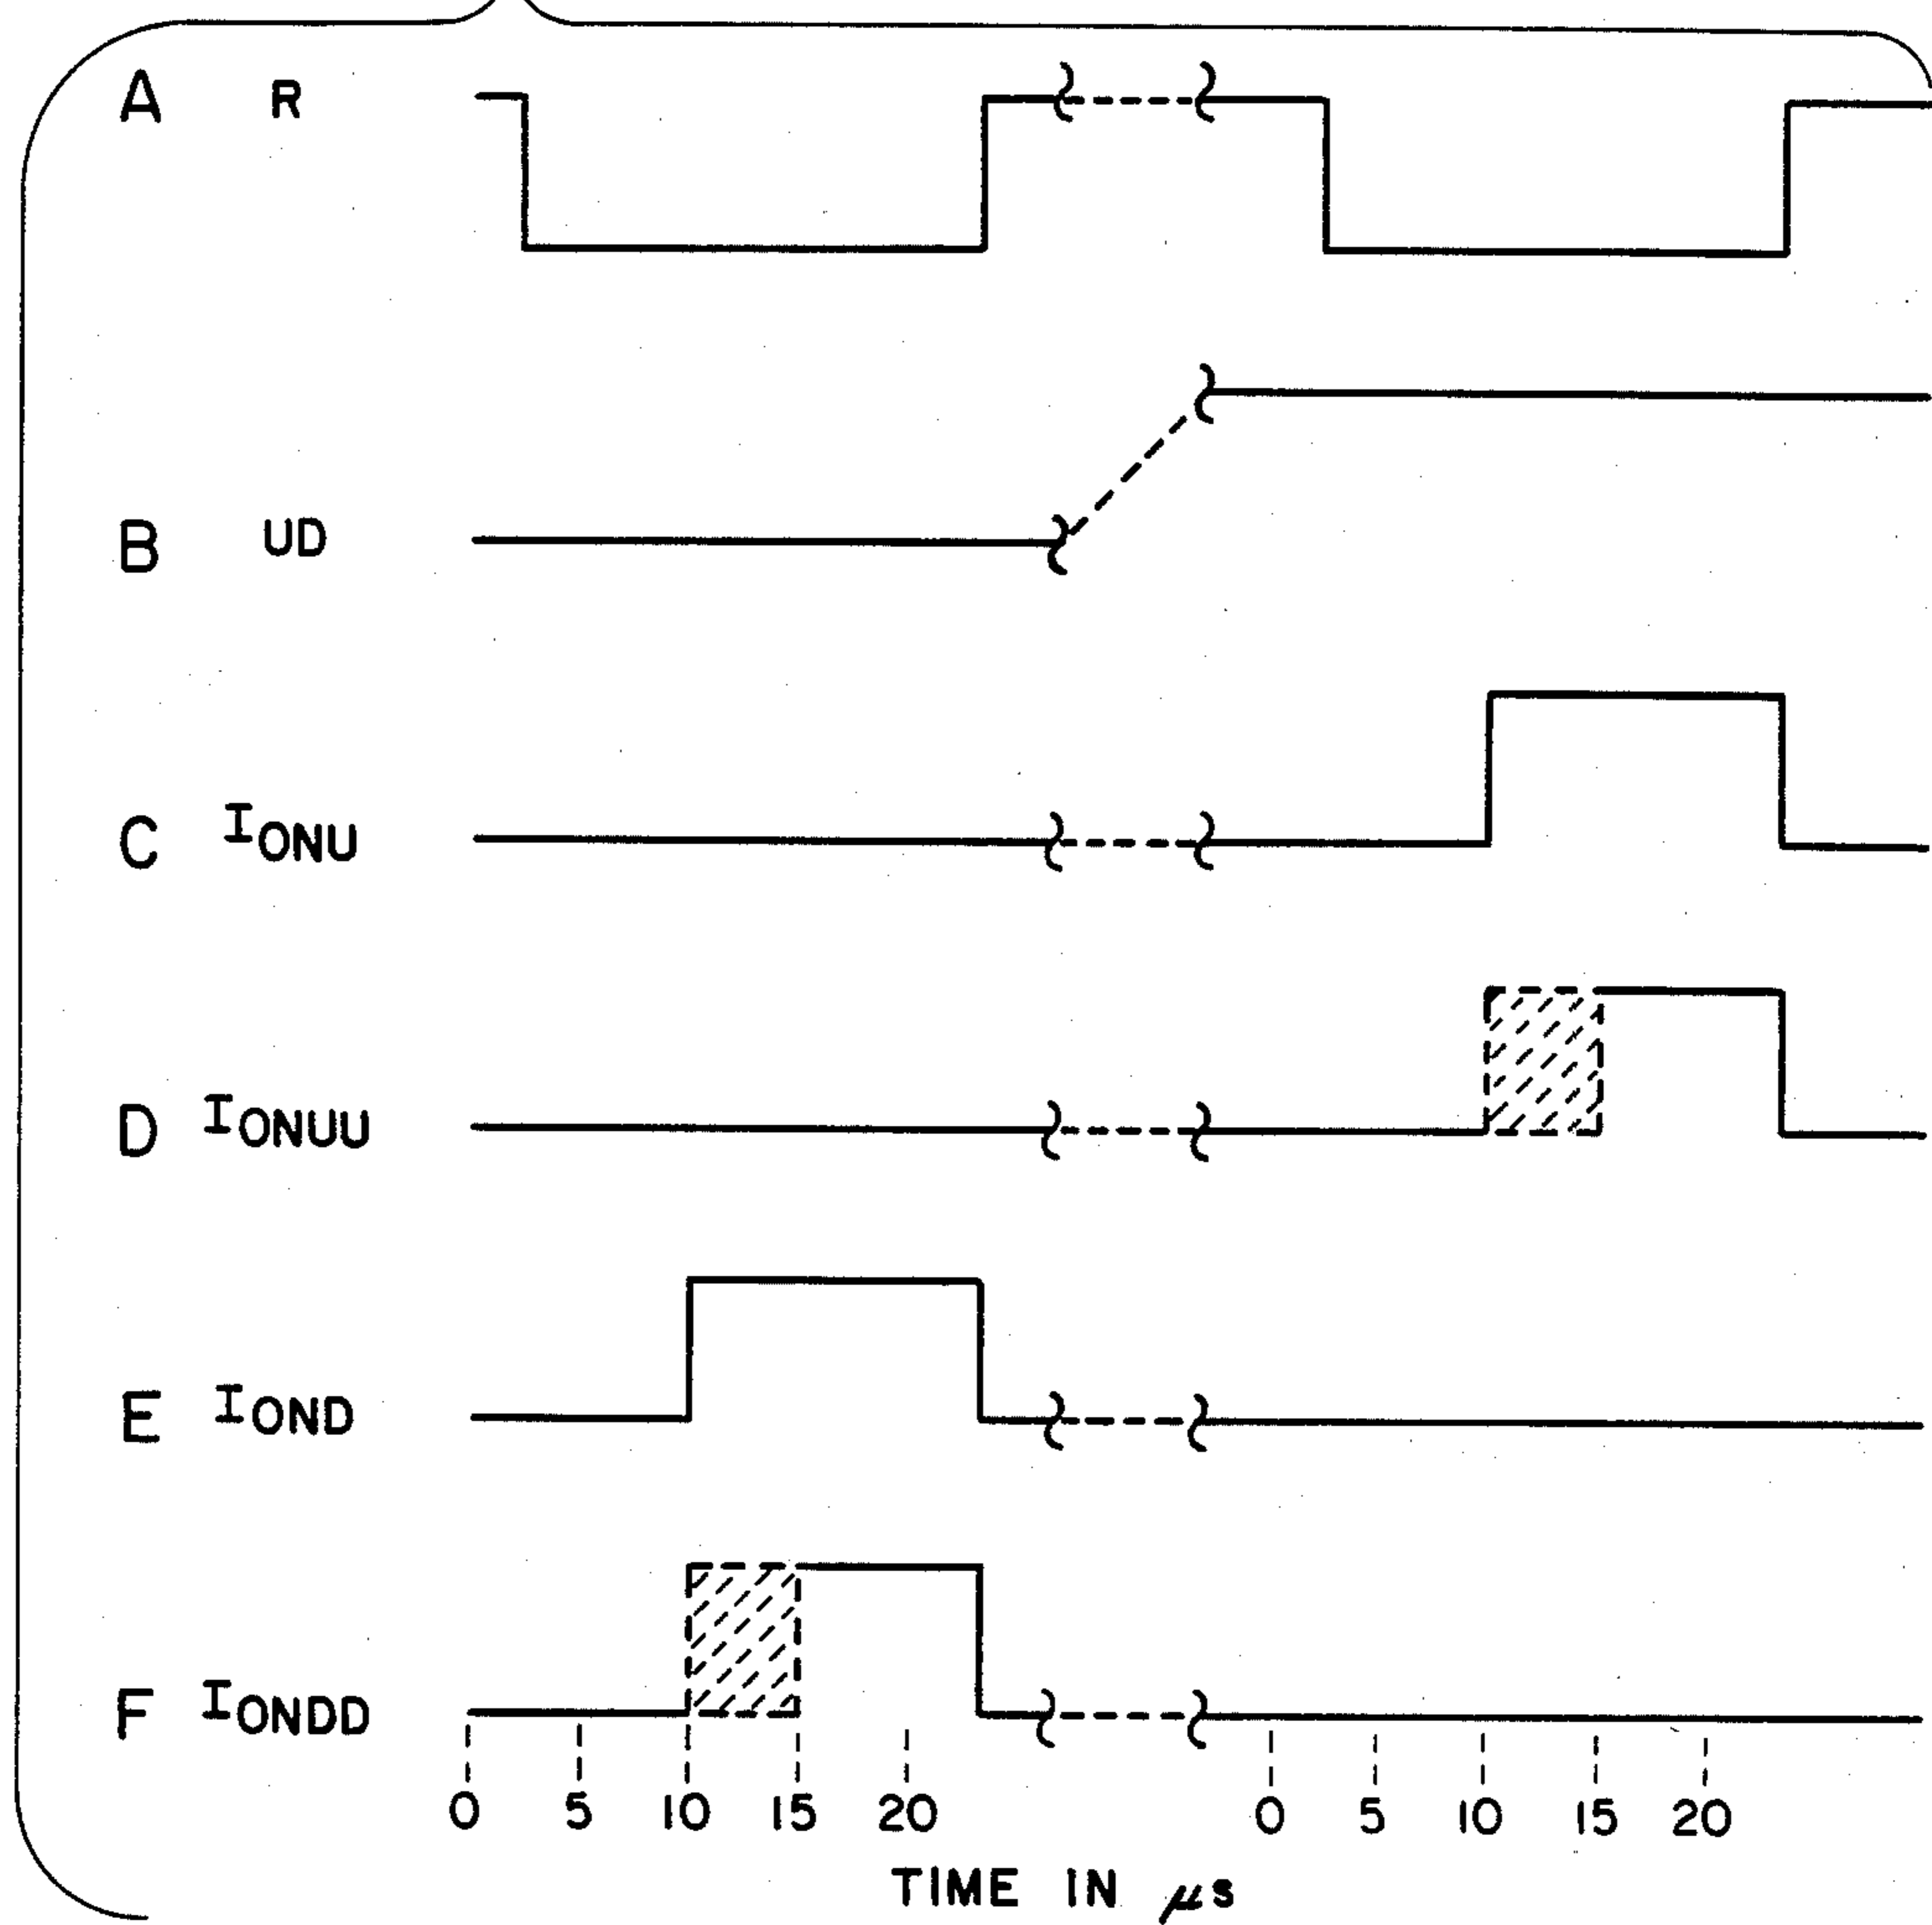 A R
B UD
C IONU
D IONUU
E IOND
F IONDD
0 5 10 15 20 0 5 10 15 20
TIME IN μs